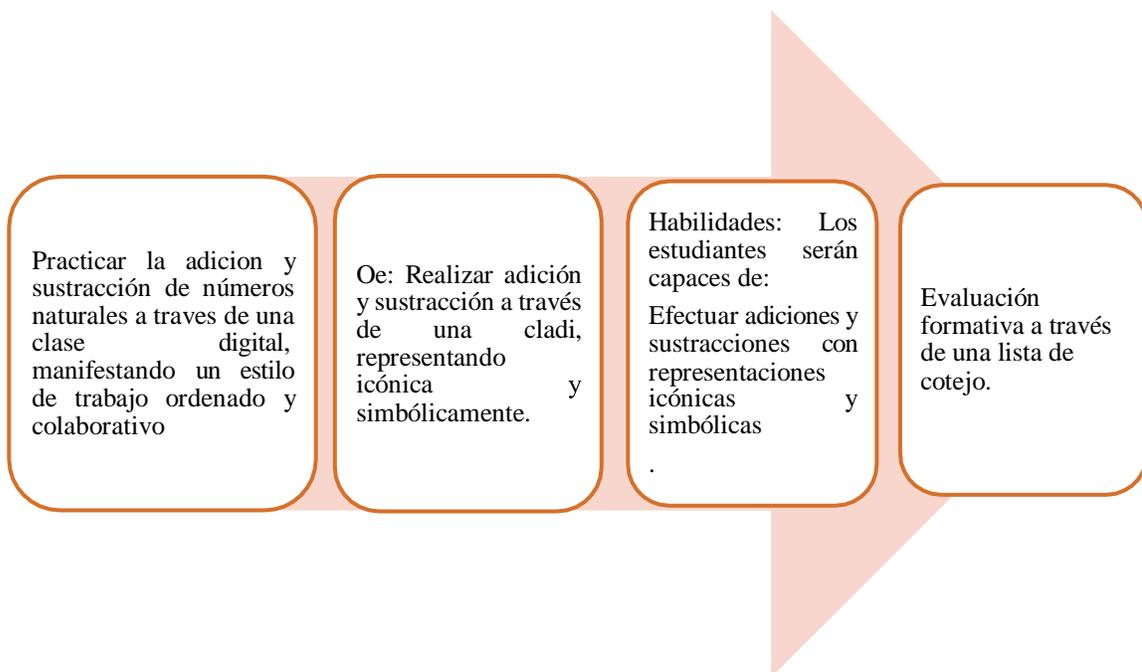 Practicar la adicion y
sustracción de números
naturales a traves de una
clase digital,
manifestando un estilo
de trabajo ordenado y
colaborativo
Oe: Realizar adición
y sustracción a través
de una cladi,
representando
icónica y
simbólicamente.
Habilidades: Los
estudiantes serán
capaces de:
Efectuar adiciones y
sustracciones con
representaciones
icónicas y
simbólicas
.
Evaluación
formativa a través
de una lista de
cotejo.